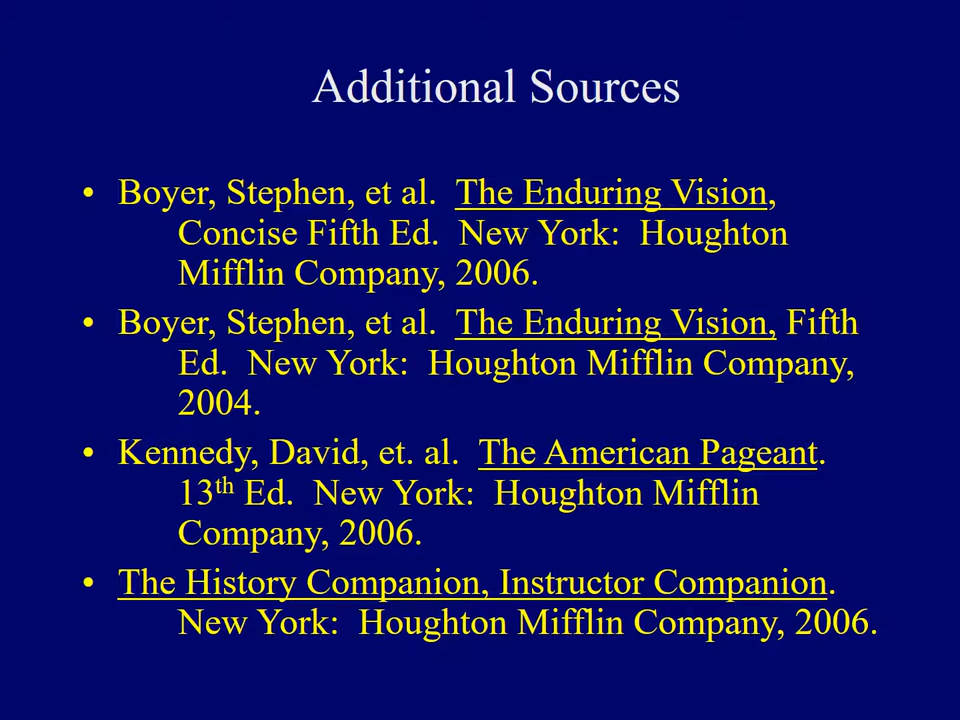 Additional Sources
• Boyer, Stephen, et al.  The Enduring Vision,
Concise Fifth Ed.  New York:  Houghton
Mifflin Company, 2006.
• Boyer, Stephen, et al.  The Enduring Vision, Fifth
Ed.  New York:  Houghton Mifflin Company,
2004.
• Kennedy, David, et. al.  The American Pageant.
13th Ed.  New York:  Houghton Mifflin
Company, 2006.
• The History Companion, Instructor Companion.
New York:  Houghton Mifflin Company, 2006.